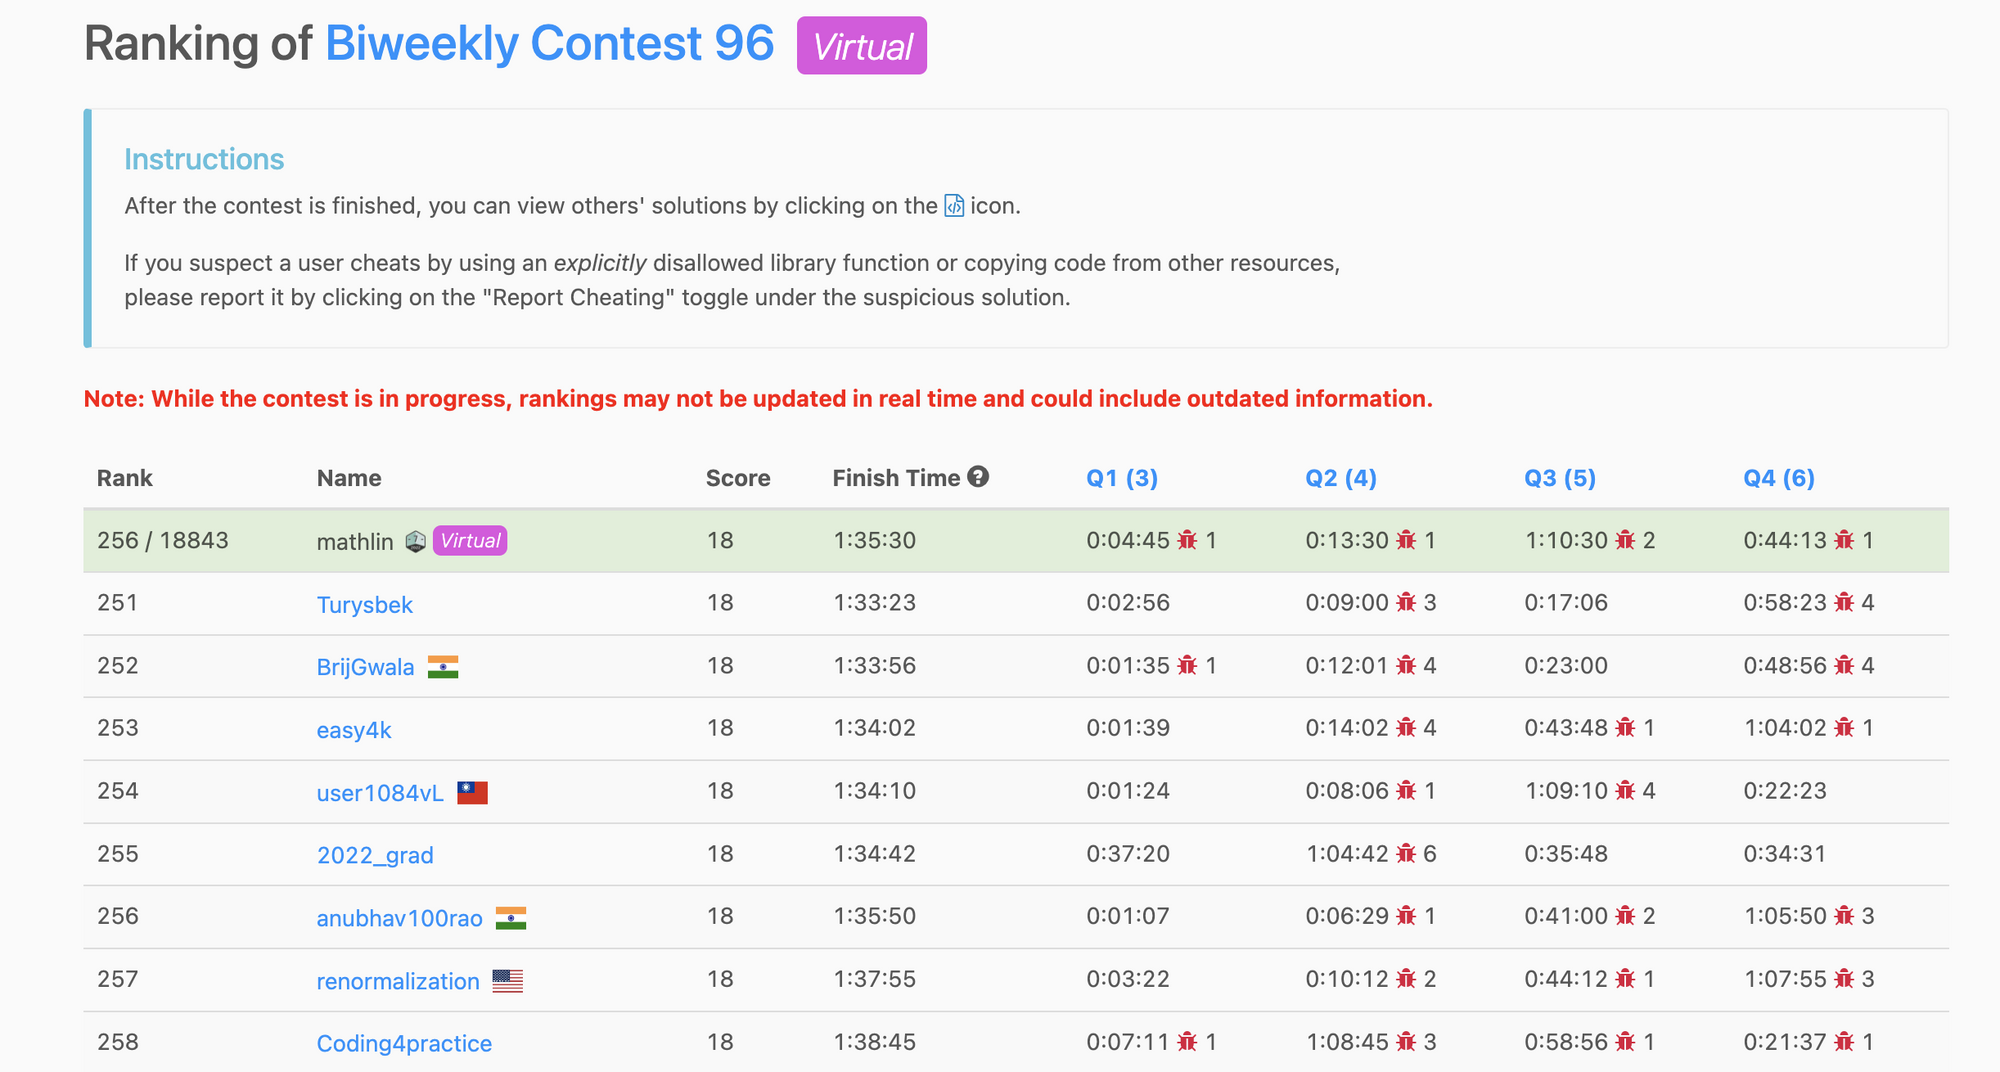 Ranking of Biweekly Contest 96 Virtual
Instructions
After the contest is finished, you can view others' solutions by clicking on the icon.
If you suspect a user cheats by using an explicitly disallowed library function or copying code from other resources,
please report it by clicking on the "Report Cheating" toggle under the suspicious solution.
Note: While the contest is in progress, rankings may not be updated in real time and could include outdated information.
Rank Name Score Finish Time Q1 (3) Q2 (4) Q3 (5) Q4 (6)
256 / 18843 mathlin Virtual 18 1:35:30 0:04:45 1 0:13:30 1 1:10:30 2 0:44:13 1
251 Turysbek 18 1:33:23 0:02:56 0:09:00 3 0:17:06 0:58:23 4
252 BrijGwala 18 1:33:56 0:01:35 1 0:12:01 4 0:23:00 0:48:56 4
253 easy4k 18 1:34:02 0:01:39 0:14:02 4 0:43:48 1 1:04:02 1
254 user1084vL 18 1:34:10 0:01:24 0:08:06 1 1:09:10 4 0:22:23
255 2022_grad 18 1:34:42 0:37:20 1:04:42 6 0:35:48 0:34:31
256 anubhav100rao 18 1:35:50 0:01:07 0:06:29 1 0:41:00 2 1:05:50 3
257 renormalization 18 1:37:55 0:03:22 0:10:12 2 0:44:12 1 1:07:55 3
258 Coding4practice 18 1:38:45 0:07:11 1 1:08:45 3 0:58:56 1 0:21:37 1